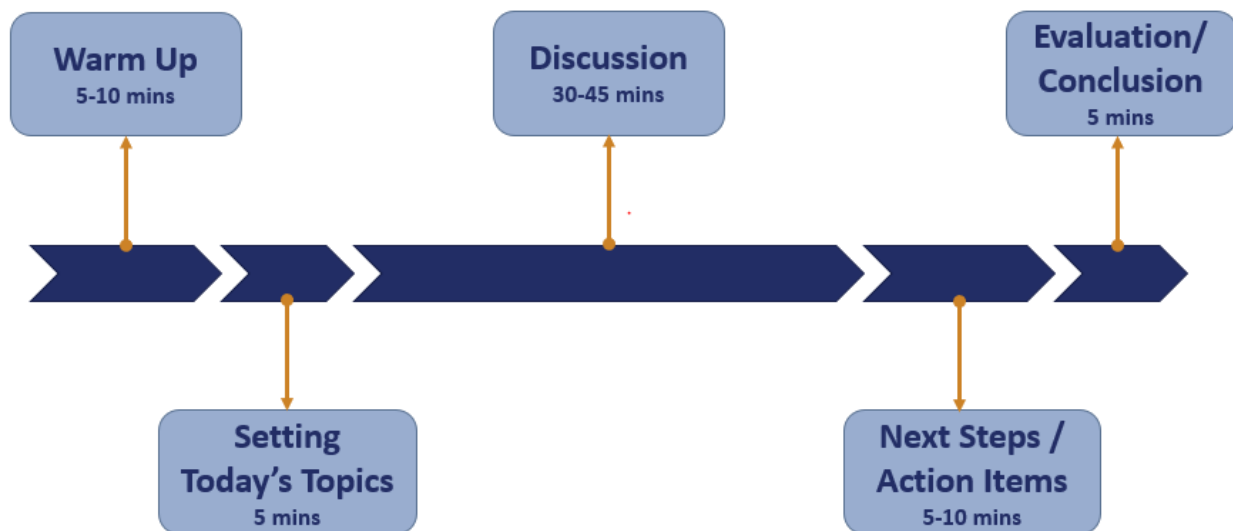 Warm Up
5-10 mins
Setting
Today's Topics
5 mins
Discussion
30-45 mins
Next Steps /
Action Items
5-10 mins
Evaluation/
Conclusion
5 mins